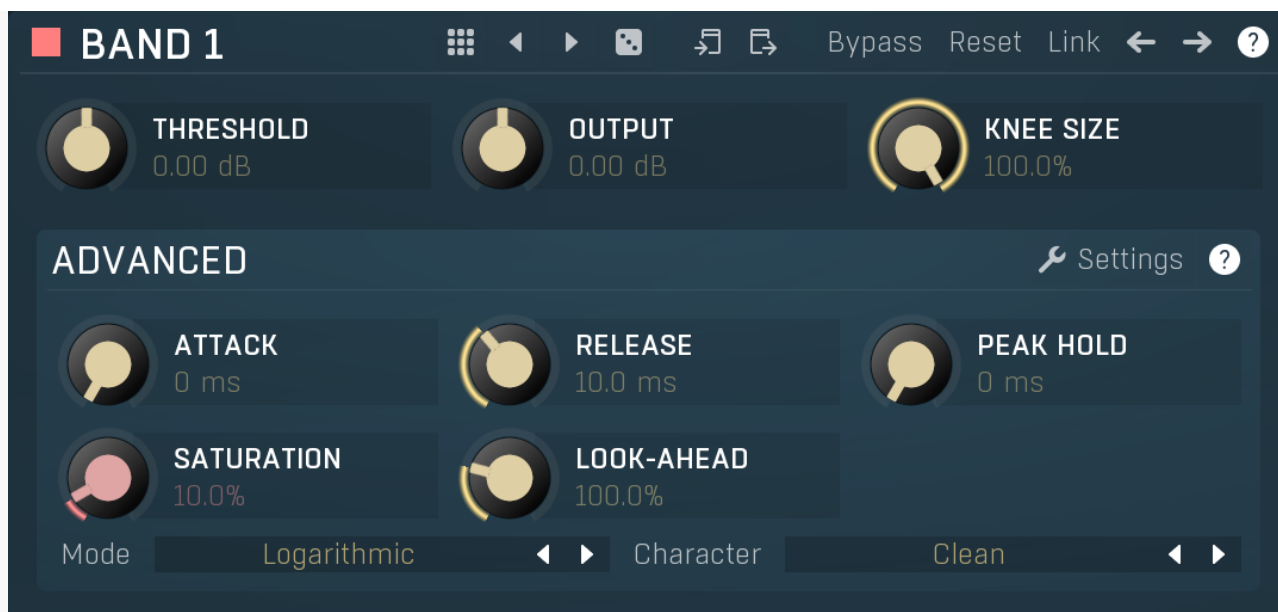 BAND 1 Bypass Reset Link ?
THRESHOLD OUTPUT KNEE SIZE
0.00 dB 0.00 dB 100.0%
ADVANCED Settings ?
ATTACK RELEASE PEAK HOLD
0 ms 10.0 ms 0 ms
SATURATION LOOK-AHEAD
10.0% 100.0%
Mode Logarithmic Character Clean